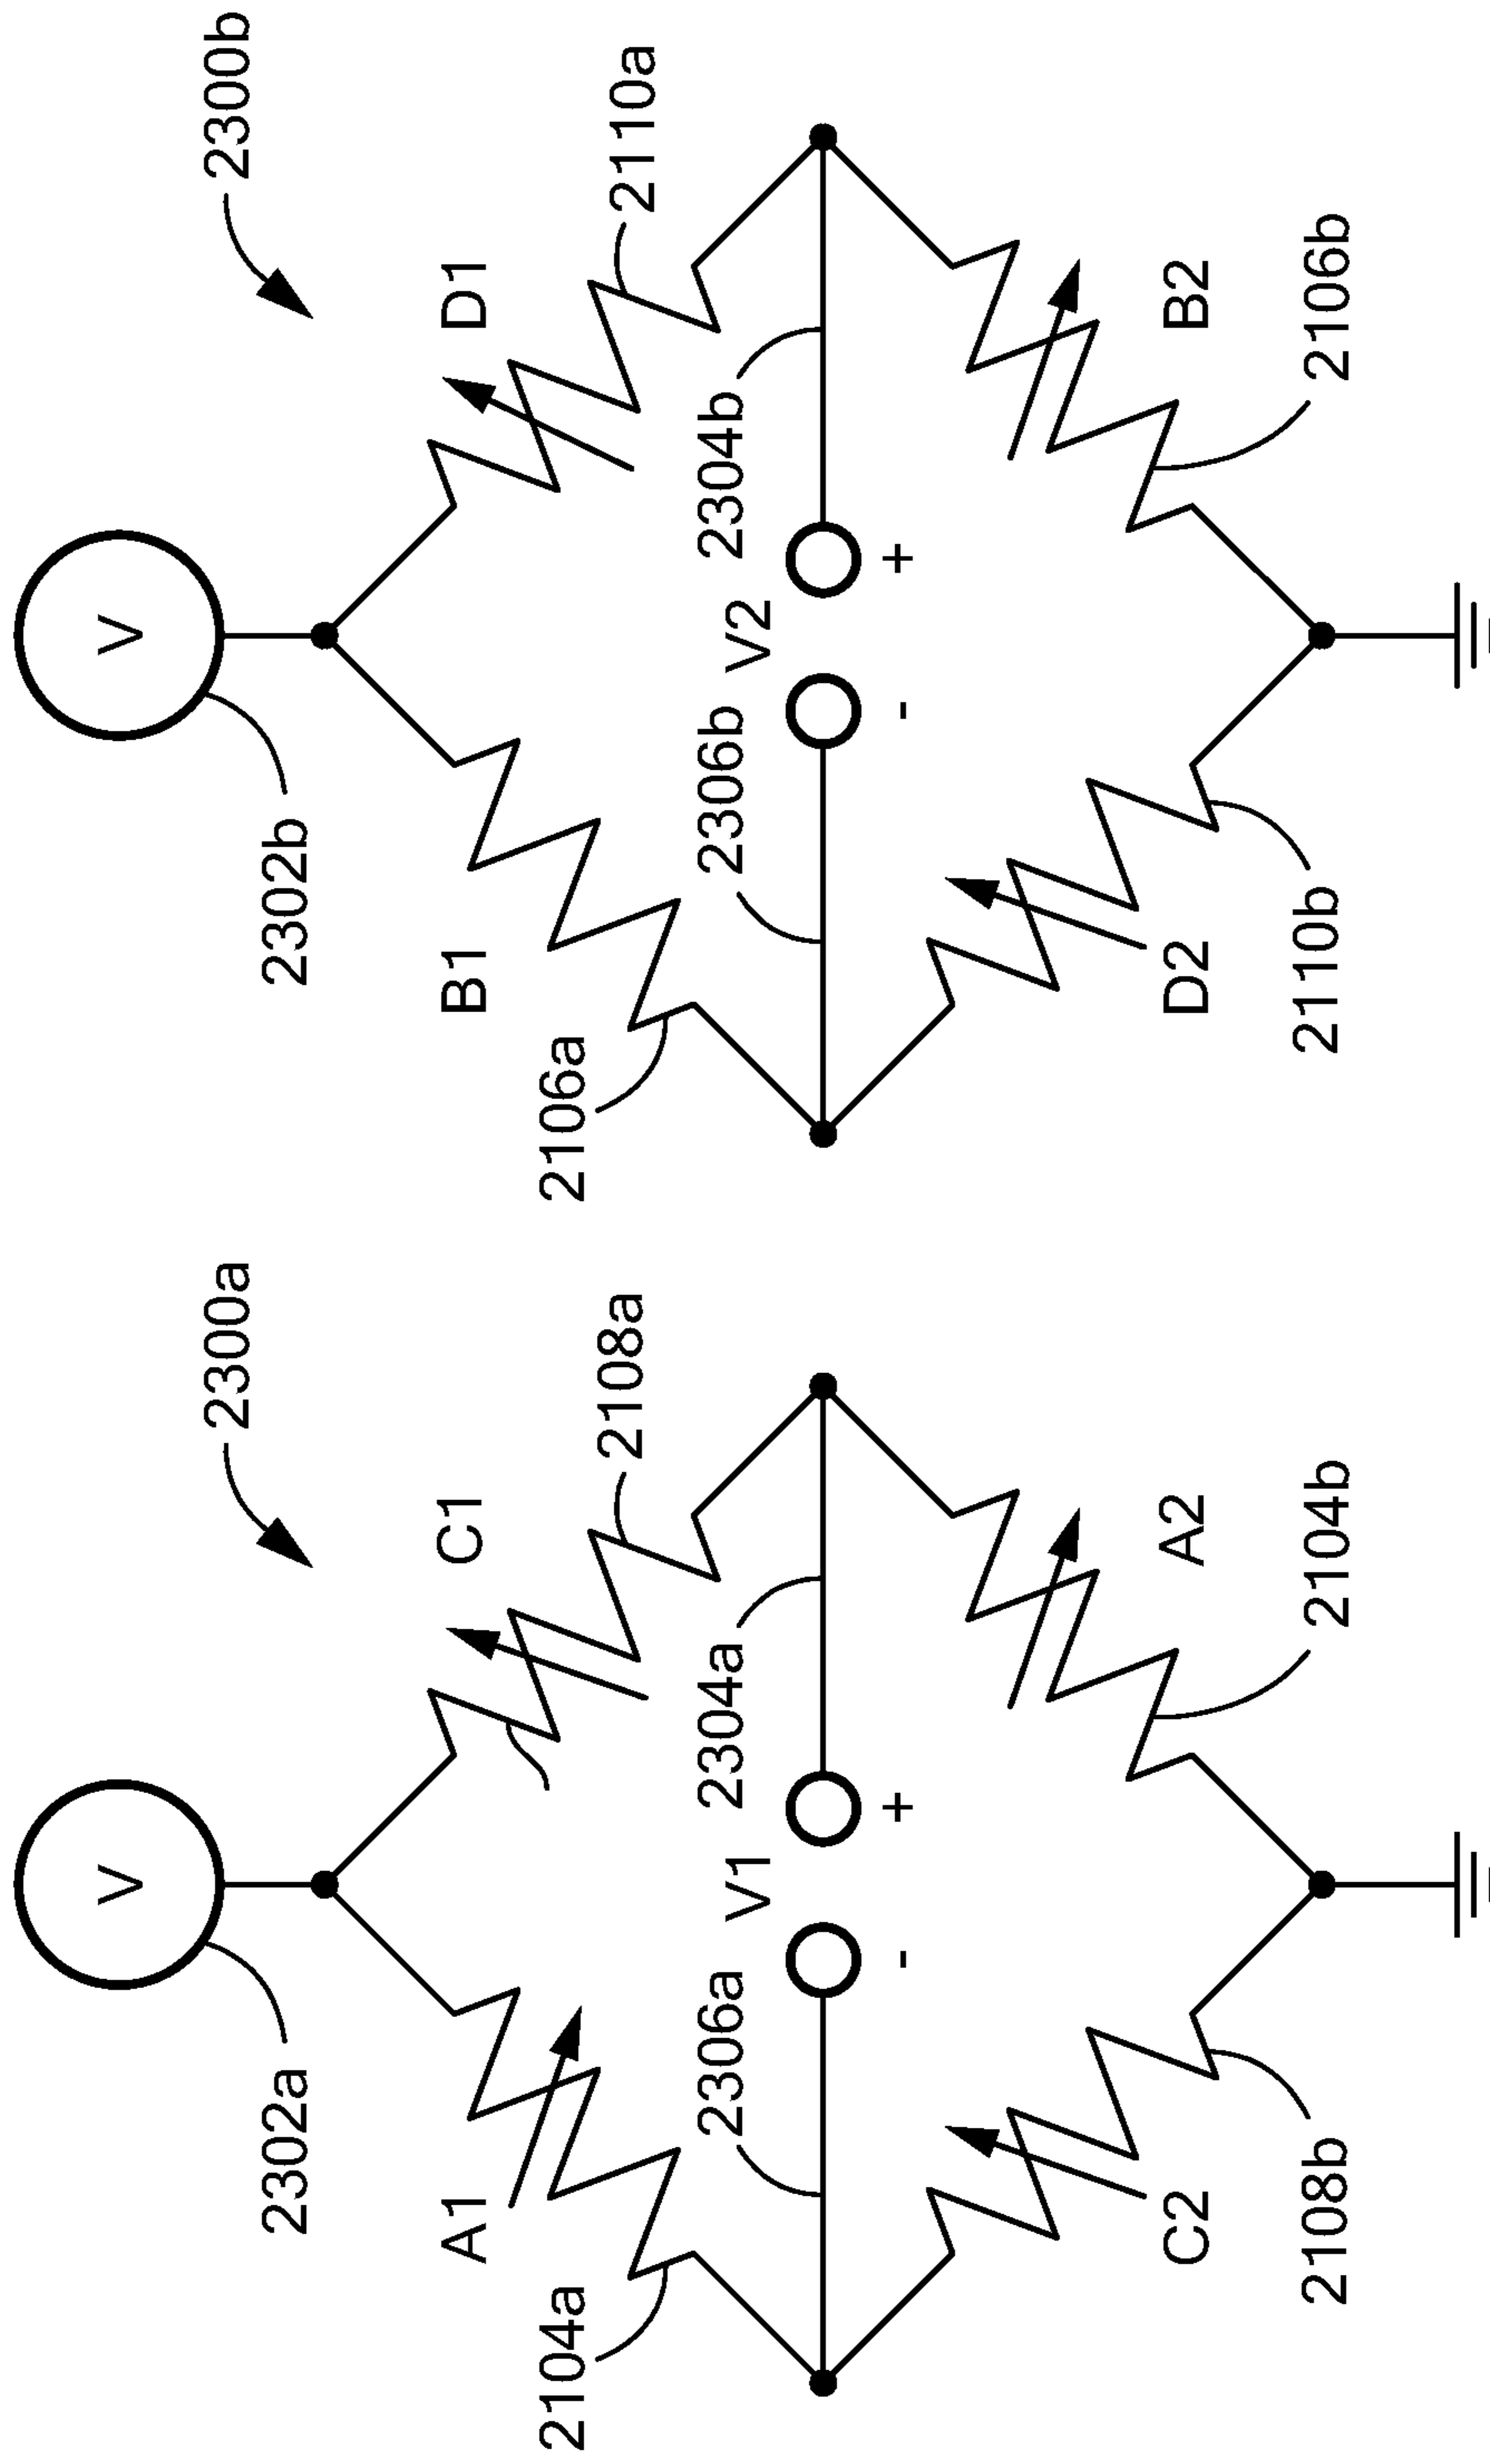 2300a
2302a
V
A1
2104a
C1
2108a
2306a
V1
2304a
-
+
C2
2108b
A2
2104b
2300b
2302b
V
B1
2106a
D1
2110a
2306b
V2
2304b
-
+
D2
2110b
B2
2106b